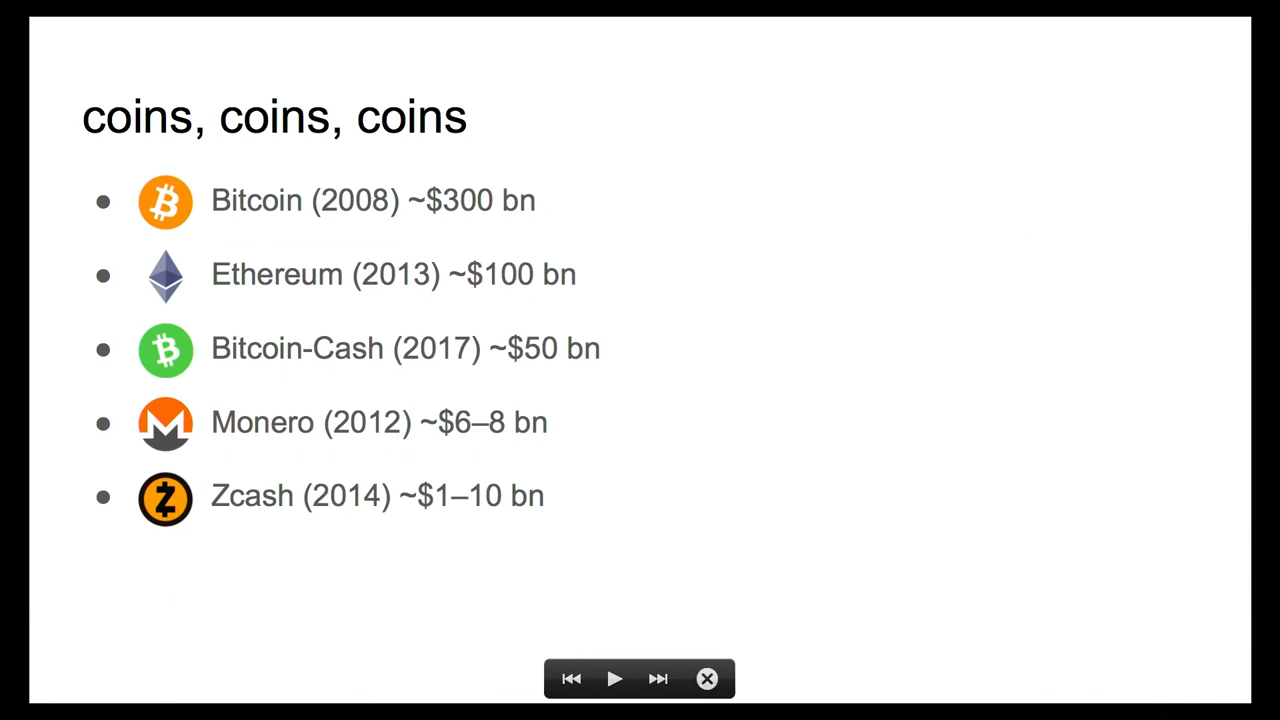 coins, coins, coins
● Bitcoin (2008) ~$300 bn
● Ethereum (2013) ~$100 bn
● Bitcoin-Cash (2017) ~$50 bn
● Monero (2012) ~$6–8 bn
● Zcash (2014) ~$1–10 bn